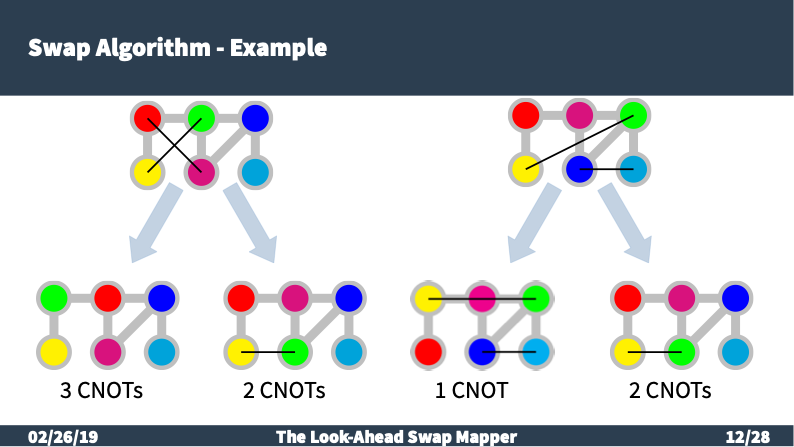 Swap Algorithm - Example
3 CNOTs
2 CNOTs
1 CNOT
2 CNOTs
02/26/19
The Look-Ahead Swap Mapper
12/28